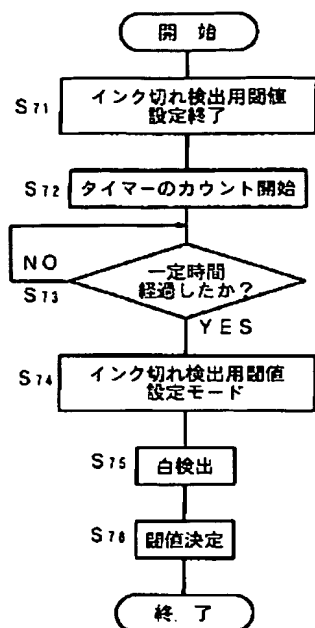 開 始
S71
インク切れ検出用閾値
設定終了
S72
タイマーのカウント開始
NO
S73
一定時間
経過したか?
YES
S74
インク切れ検出用閾値
設定モード
S75
白検出
S76
閾値決定
終 了